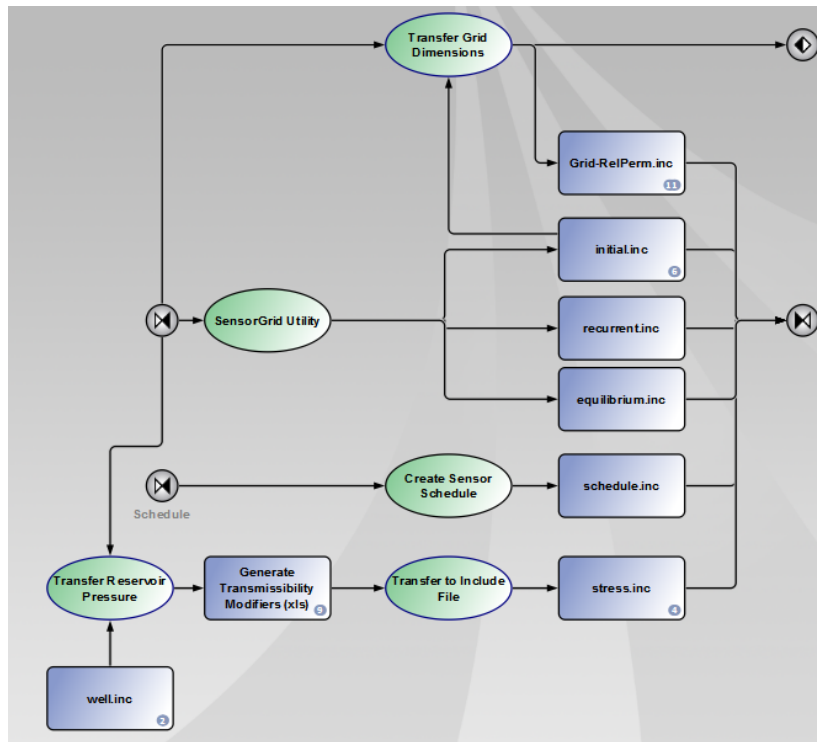 Transfer Grid
Dimensions
Grid-RelPerm.inc
11
initial.inc
6
SensorGrid Utility
recurrent.inc
equilibrium.inc
Create Sensor
Schedule
schedule.inc
Schedule
Transfer Reservoir
Pressure
Generate
Transmissibility
Modifiers (xls)
9
Transfer to Include
File
stress.inc
4
well.inc
2